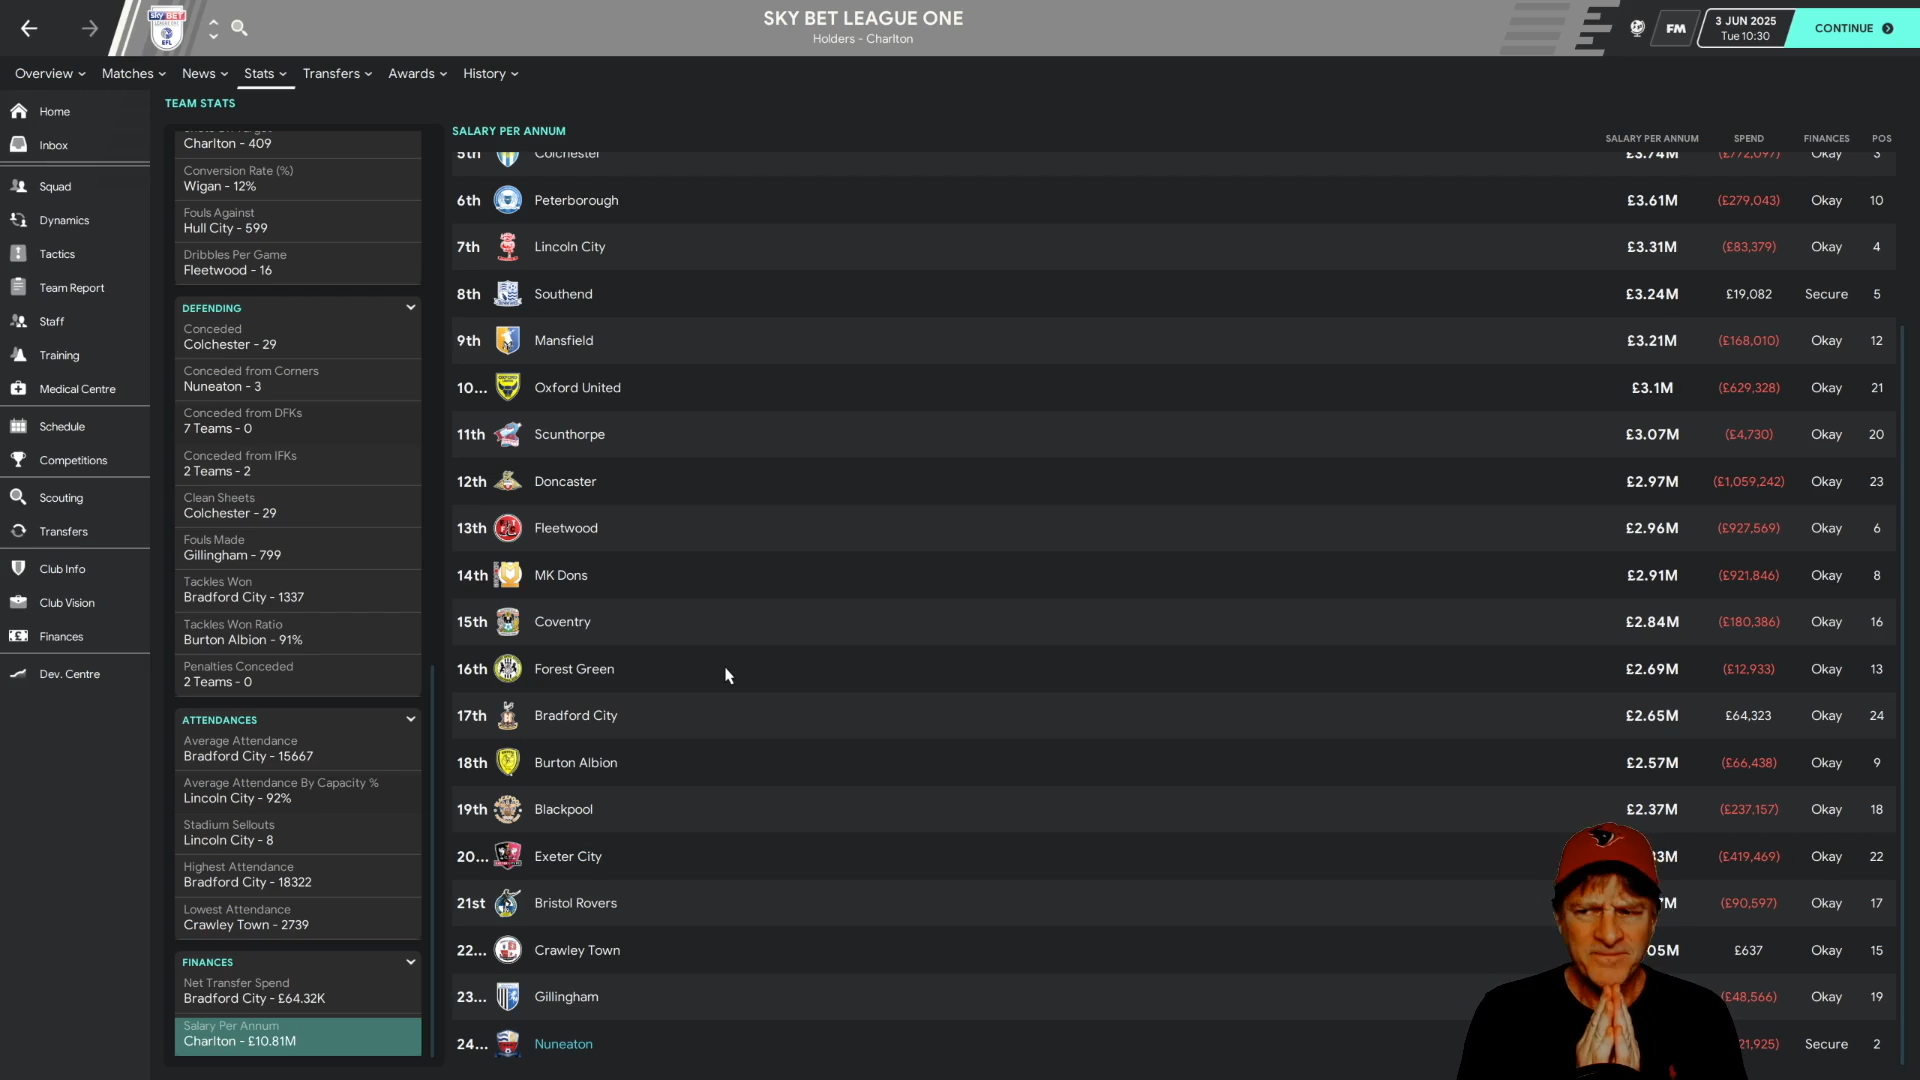 SKY BET LEAGUE ONE
Holders - Charlton
FM
3 JUN 2025
Tue 10:30
CONTINUE
Overview
Matches
News
Stats
Transfers
Awards
History
Home
Inbox
Squad
Dynamics
Tactics
Team Report
Staff
Training
Medical Centre
Schedule
Competitions
Scouting
Transfers
Club Info
Club Vision
Finances
Dev. Centre
TEAM STATS
Charlton - 409
Conversion Rate (%)
Wigan - 12%
Fouls Against
Hull City - 599
Dribbles Per Game
Fleetwood - 16
DEFENDING
Conceded
Colchester - 29
Conceded from Corners
Nuneaton - 3
Conceded from DFKs
7 Teams - 0
Conceded from IFKs
2 Teams - 2
Clean Sheets
Colchester - 29
Fouls Made
Gillingham - 799
Tackles Won
Bradford City - 1337
Tackles Won Ratio
Burton Albion - 91%
Penalties Conceded
2 Teams - 0
ATTENDANCES
Average Attendance
Bradford City - 15667
Average Attendance By Capacity %
Lincoln City - 92%
Stadium Sellouts
Lincoln City - 8
Highest Attendance
Bradford City - 18322
Lowest Attendance
Crawley Town - 2739
FINANCES
Net Transfer Spend
Bradford City - £64.32K
Salary Per Annum
Charlton - £10.81M
SALARY PER ANNUM
SALARY PER ANNUM SPEND FINANCES POS
5th Colchester £3.74M (£772,097) Okay 3
6th Peterborough £3.61M (£279,043) Okay 10
7th Lincoln City £3.31M (£83,379) Okay 4
8th Southend £3.24M £19,082 Secure 5
9th Mansfield £3.21M (£168,010) Okay 12
10... Oxford United £3.1M (£629,328) Okay 21
11th Scunthorpe £3.07M (£4,730) Okay 20
12th Doncaster £2.97M (£1,059,242) Okay 23
13th Fleetwood £2.96M (£927,569) Okay 6
14th MK Dons £2.91M (£921,846) Okay 8
15th Coventry £2.84M (£180,386) Okay 16
16th Forest Green £2.69M (£12,933) Okay 13
17th Bradford City £2.65M £64,323 Okay 24
18th Burton Albion £2.57M (£66,438) Okay 9
19th Blackpool £2.37M (£237,157) Okay 18
20... Exeter City 3M (£419,469) Okay 22
21st Bristol Rovers M (£90,597) Okay 17
22... Crawley Town 05M £637 Okay 15
23... Gillingham (£48,566) Okay 19
24... Nuneaton 21,925) Secure 2